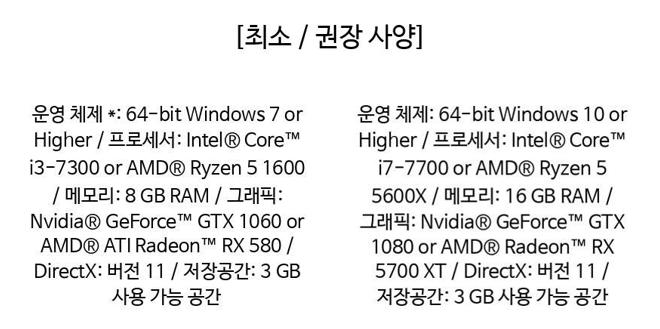 [최소 / 권장 사양]
운영 체제 *: 64-bit Windows 7 or
Higher / 프로세서: Intel® Core™
i3-7300 or AMD® Ryzen 5 1600
/ 메모리: 8 GB RAM / 그래픽:
Nvidia® GeForce™ GTX 1060 or
AMD® ATI Radeon™ RX 580 /
DirectX: 버전 11 / 저장공간: 3 GB
사용 가능 공간
운영 체제: 64-bit Windows 10 or
Higher / 프로세서: Intel® Core™
i7-7700 or AMD® Ryzen 5
5600X / 메모리: 16 GB RAM /
그래픽: Nvidia® GeForce™ GTX
1080 or AMD® Radeon™ RX
5700 XT / DirectX: 버전 11 /
저장공간: 3 GB 사용 가능 공간